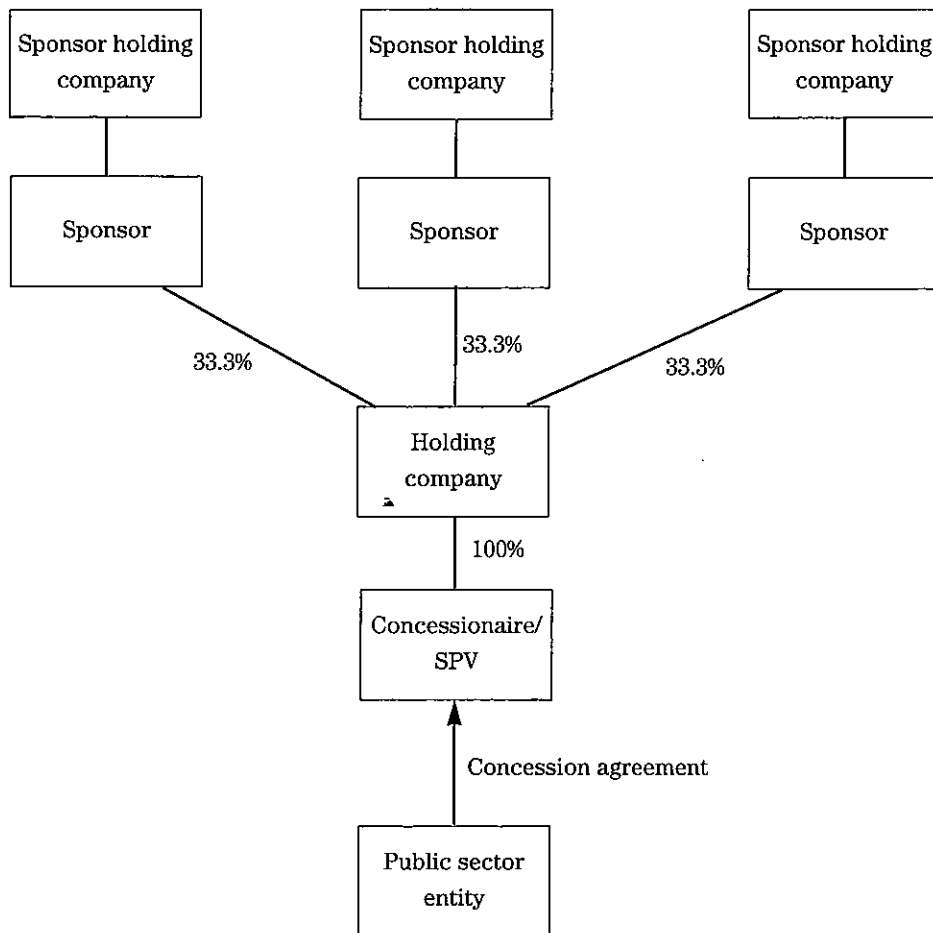 Sponsor holding
company
Sponsor holding
company
Sponsor holding
company
Sponsor
Sponsor
Sponsor
33.3%
33.3%
33.3%
Holding
company
100%
Concessionaire/
SPV
Concession agreement
Public sector
entity